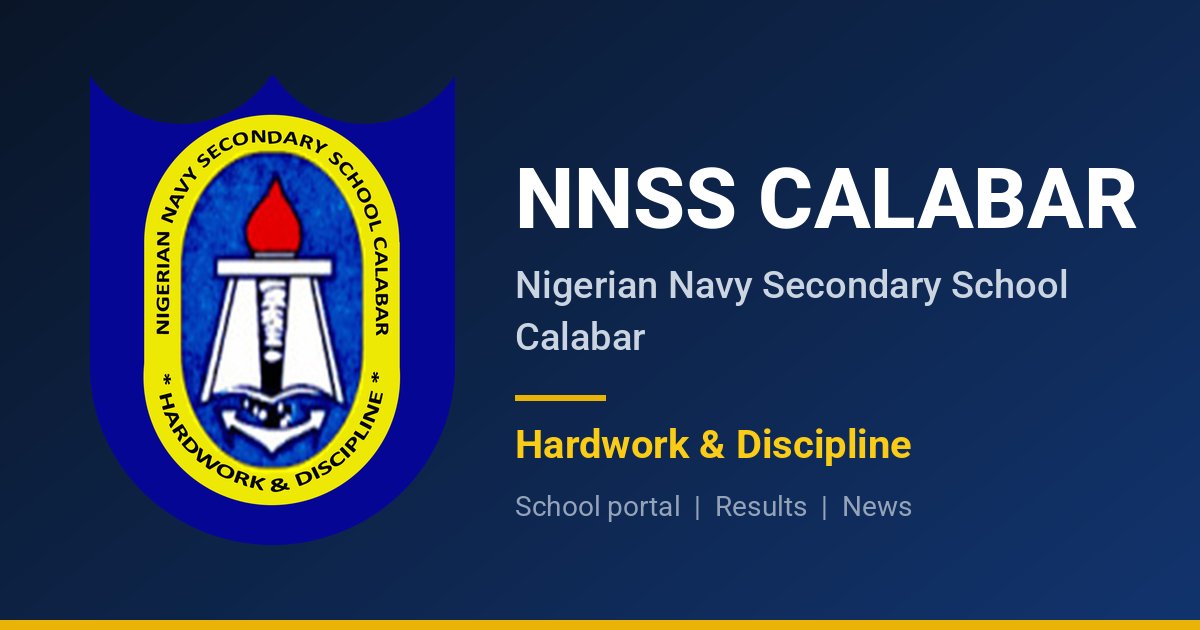 NIGERIAN NAVY SECONDARY SCHOOL CALABAR
* HARDWORK & DISCIPLINE *
NNSS CALABAR
Nigerian Navy Secondary School
Calabar
Hardwork & Discipline
School portal | Results | News